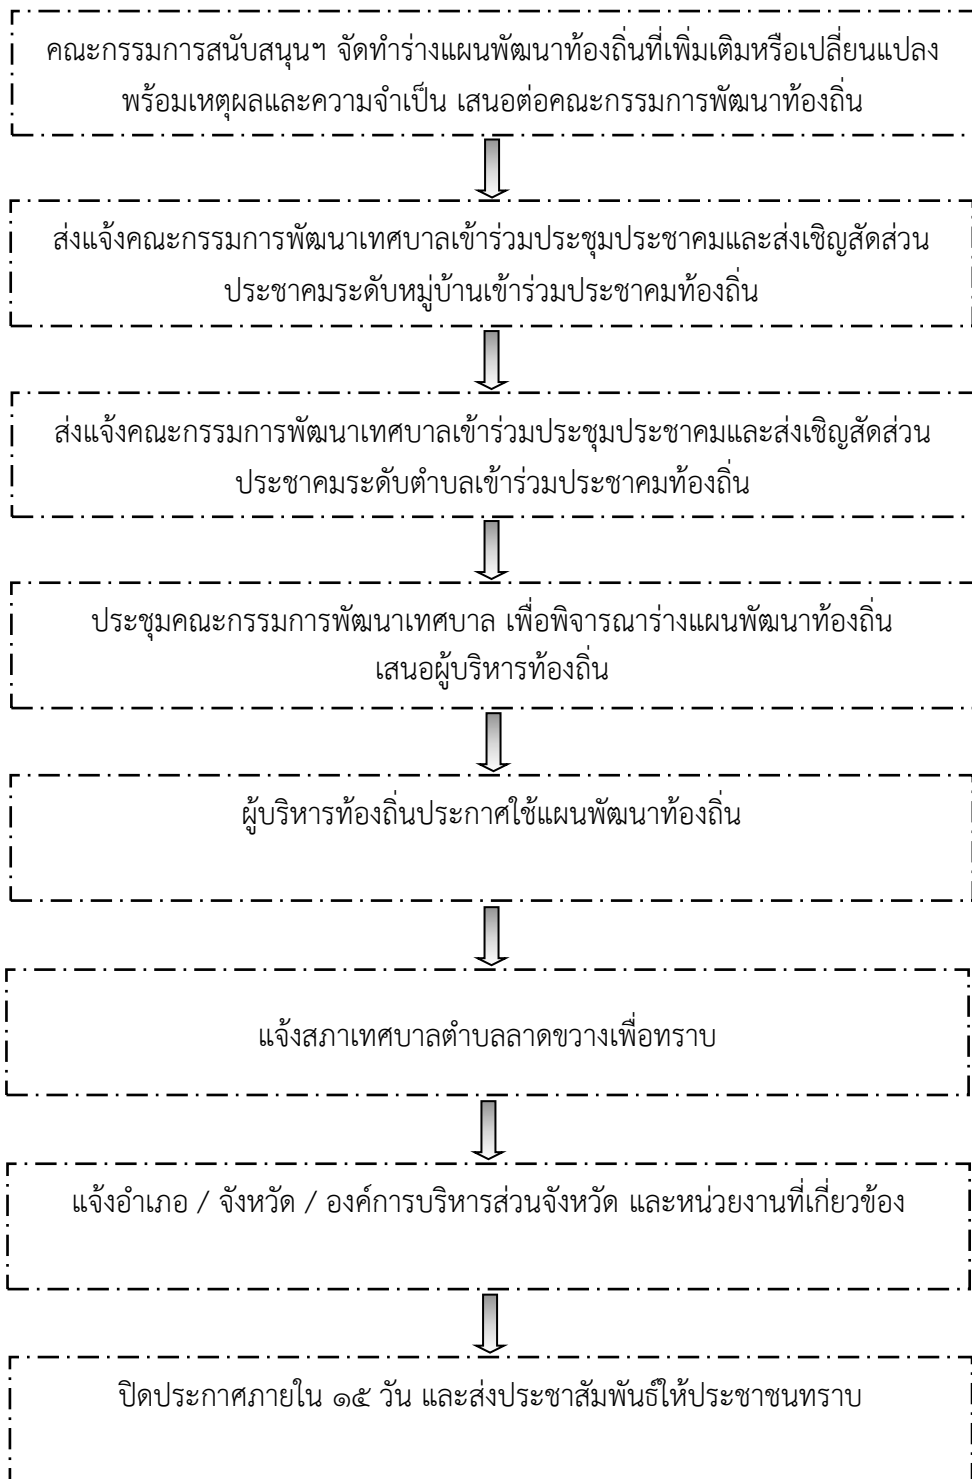 คณะกรรมการสนับสนุนฯ จัดทำร่างแผนพัฒนาท้องถิ่นที่เพิ่มเติมหรือเปลี่ยนแปลง
พร้อมเหตุผลและความจำเป็น เสนอต่อคณะกรรมการพัฒนาท้องถิ่น
ส่งแจ้งคณะกรรมการพัฒนาเทศบาลเข้าร่วมประชุมประชาคมและส่งเชิญสัดส่วน
ประชาคมระดับหมู่บ้านเข้าร่วมประชาคมท้องถิ่น
ส่งแจ้งคณะกรรมการพัฒนาเทศบาลเข้าร่วมประชุมประชาคมและส่งเชิญสัดส่วน
ประชาคมระดับตำบลเข้าร่วมประชาคมท้องถิ่น
ประชุมคณะกรรมการพัฒนาเทศบาล เพื่อพิจารณาร่างแผนพัฒนาท้องถิ่น
เสนอผู้บริหารท้องถิ่น
ผู้บริหารท้องถิ่นประกาศใช้แผนพัฒนาท้องถิ่น
แจ้งสภาเทศบาลตำบลลาดขวางเพื่อทราบ
แจ้งอำเภอ / จังหวัด / องค์การบริหารส่วนจังหวัด และหน่วยงานที่เกี่ยวข้อง
ปิดประกาศภายใน ๑๕ วัน และส่งประชาสัมพันธ์ให้ประชาชนทราบ